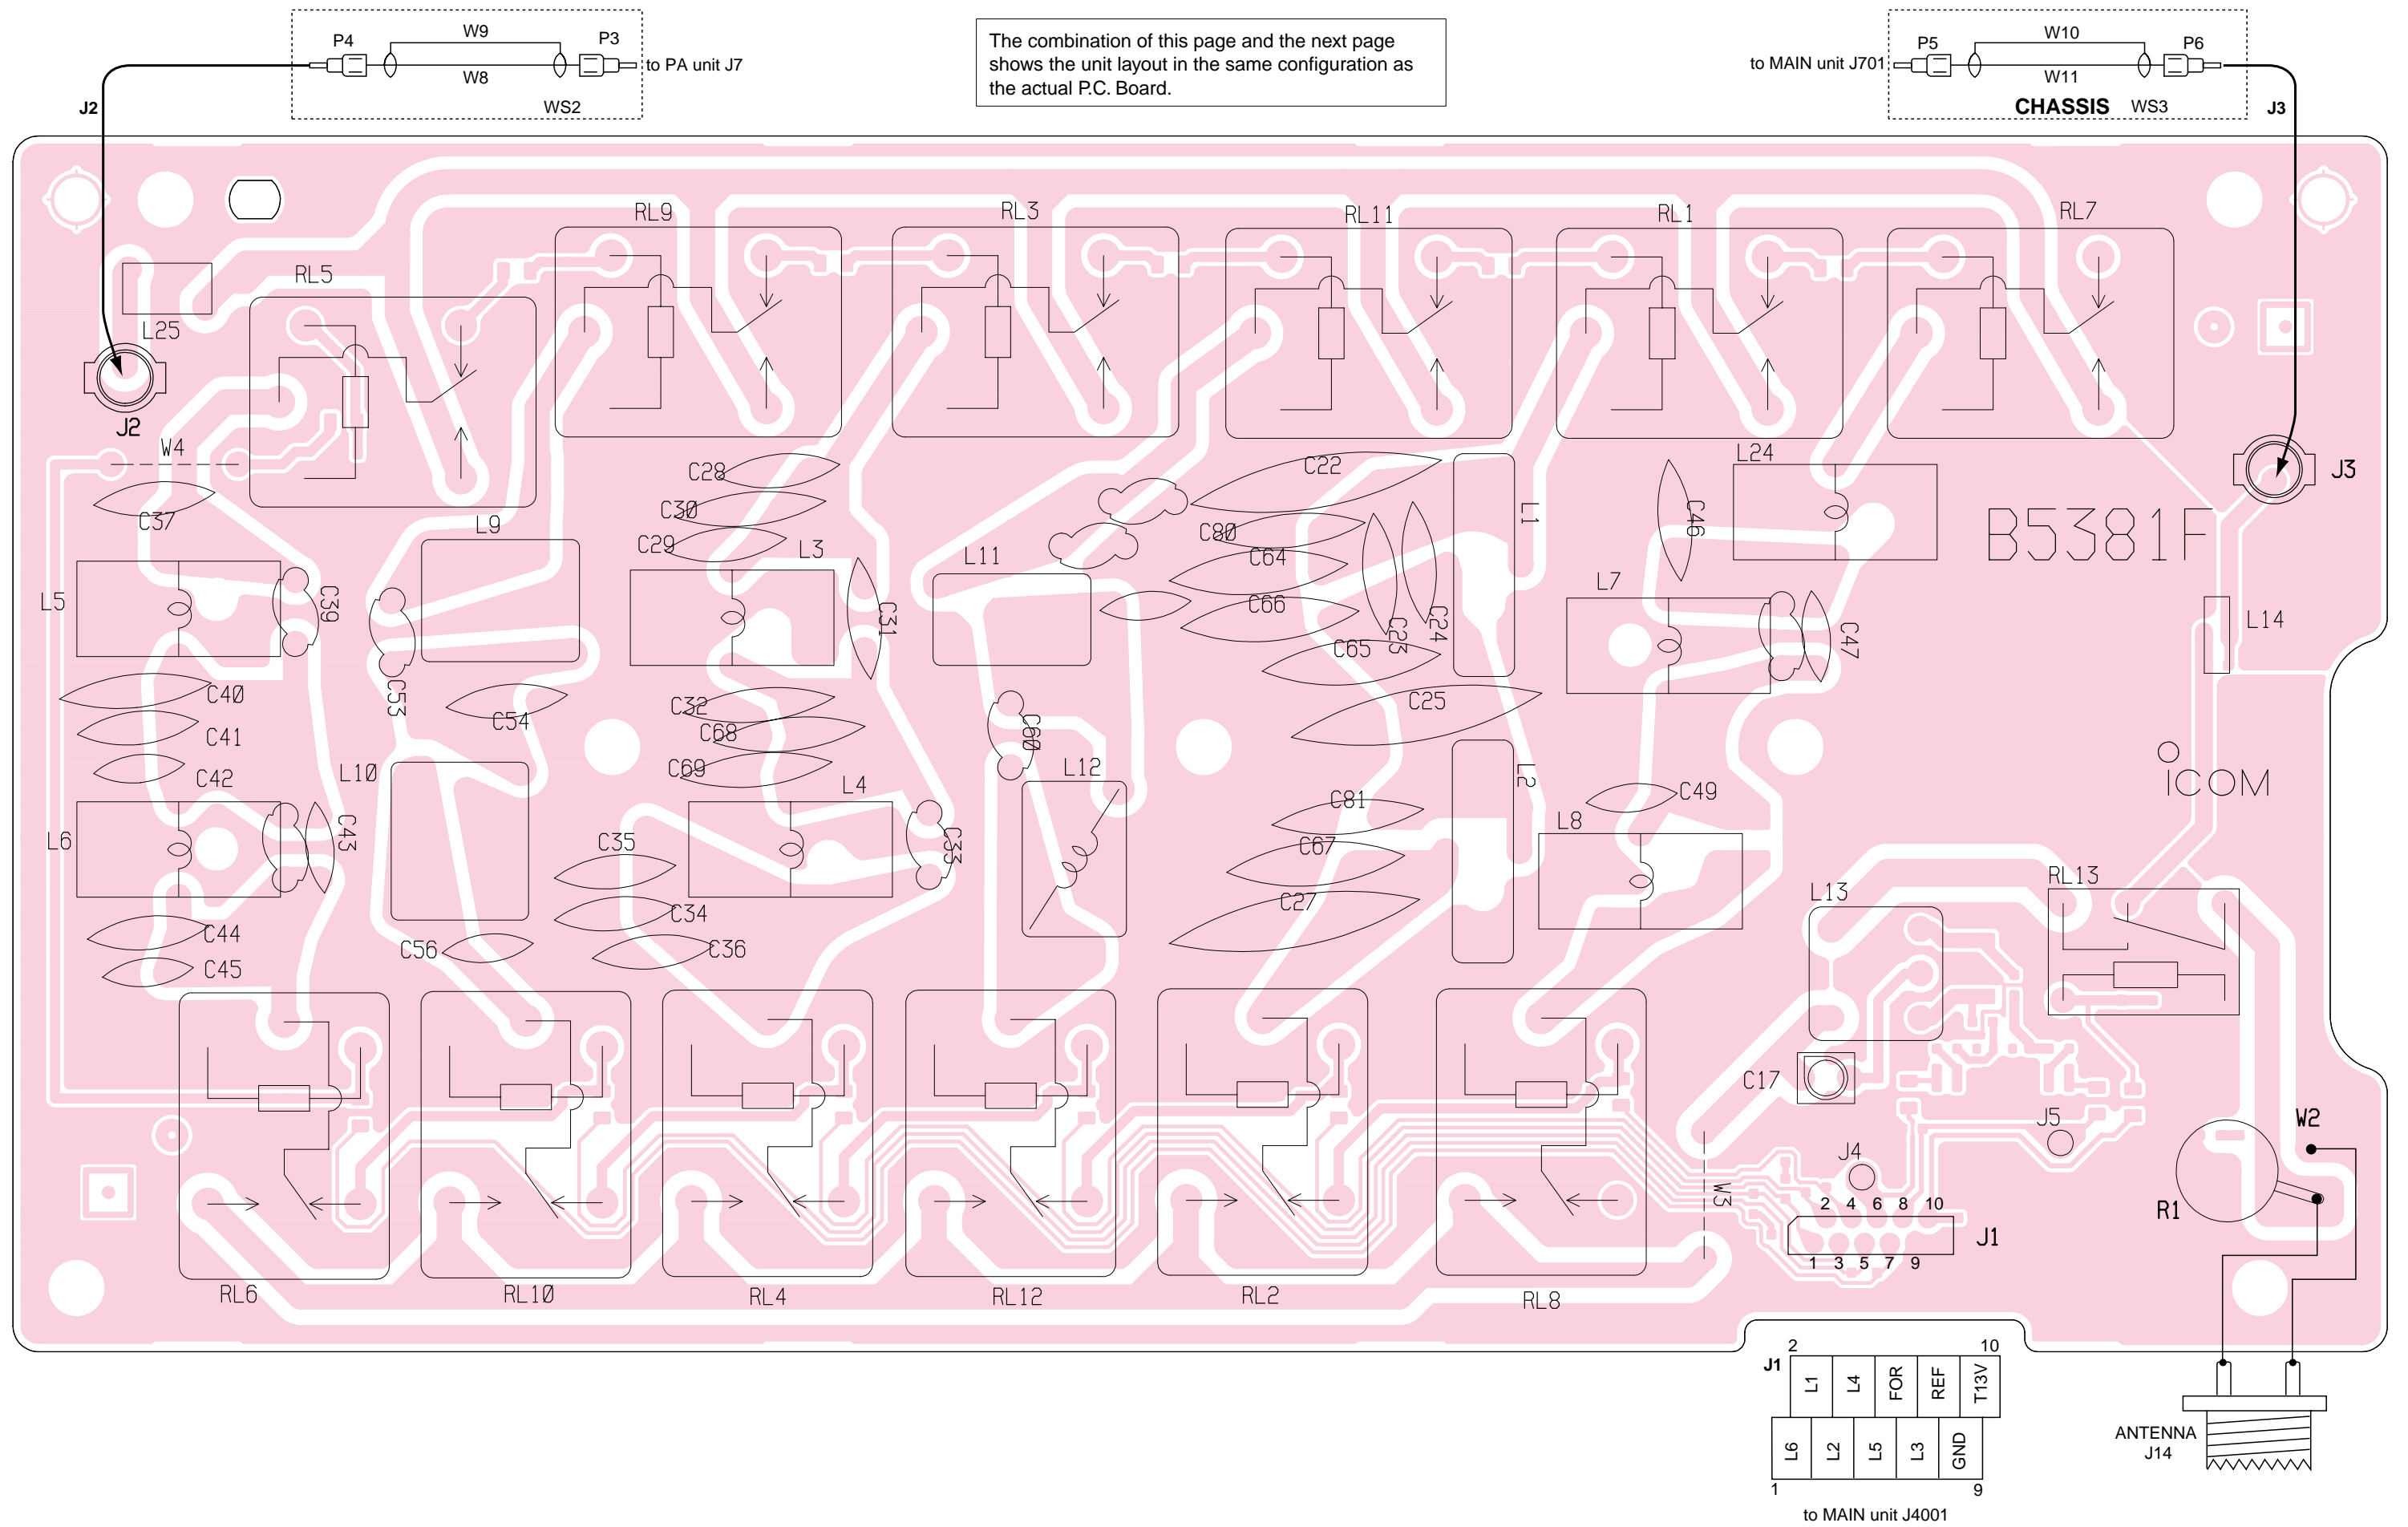 P4
W9
P3
W8
to PA unit J7
WS2
J2
The combination of this page and the next page
shows the unit layout in the same configuration as
the actual P.C. Board.
to MAIN unit J701
P5
W10
P6
W11
CHASSIS WS3
J3
RL9
RL3
RL11
RL1
RL7
RL5
L25
J2
W4
C37
L9
C28
C30
C29
L3
L11
C22
C80
C64
C66
C65
C23
C24
L1
C46
L24
J3
B5381F
L5
C39
C31
L7
C47
L14
C40
C41
C42
C53
C54
C32
C68
C69
C60
C25
L10
L4
L12
C81
L2
C49
iCOM
L6
C43
C35
C33
C67
L8
C34
C27
C44
C45
C56
C36
L13
RL13
C17
J5
J4
W2
W3
2 4 6 8 10
R1
J1
1 3 5 7 9
RL6
RL10
RL4
RL12
RL2
RL8
J1
2 10
L1 L4 FOR REF T13V
L6 L2 L5 L3 GND
1 9
to MAIN unit J4001
ANTENNA
J14